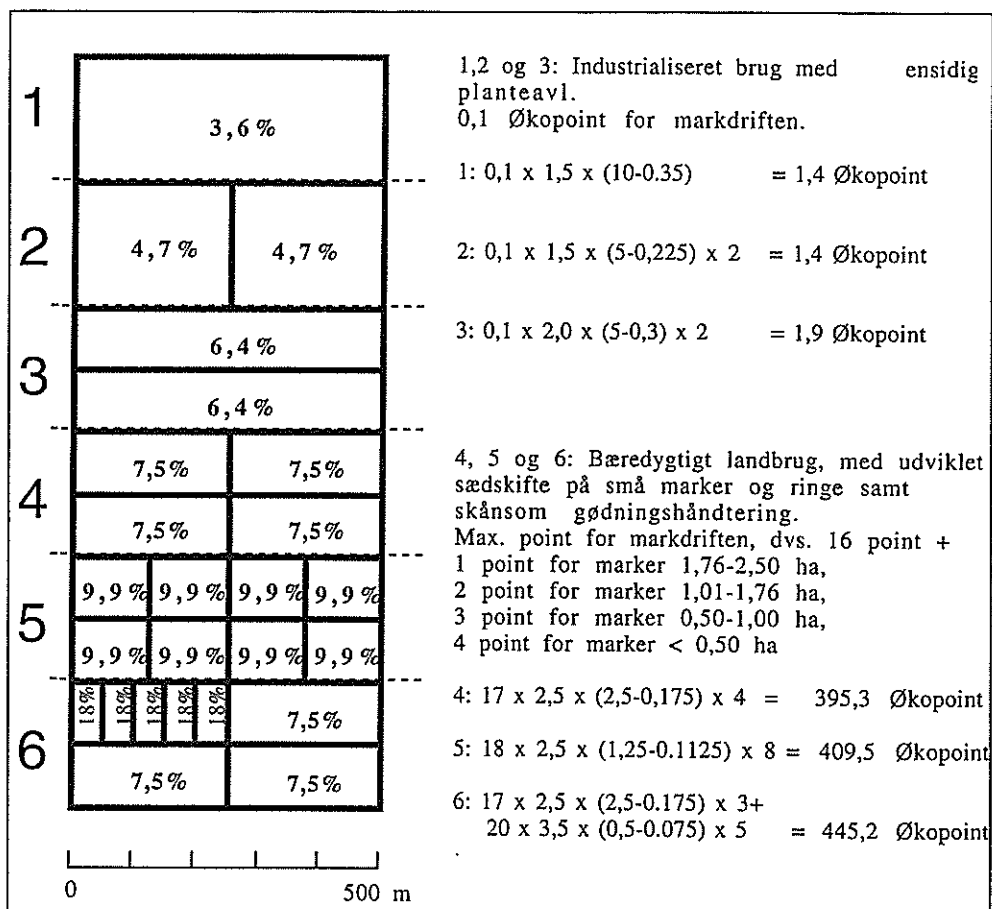 1
3,6%
2
4,7% 4,7%
3
6,4%
6,4%
4
7,5% 7,5%
7,5% 7,5%
5
9,9% 9,9% 9,9% 9,9%
9,9% 9,9% 9,9% 9,9%
6
18% 18% 18% 18% 18% 7,5%
7,5% 7,5%
0 500 m
1,2 og 3: Industrialiseret brug med ensidig
planteavl.
0,1 Økopoint for markdriften.
1: 0,1 x 1,5 x (10-0.35) = 1,4 Økopoint
2: 0,1 x 1,5 x (5-0,225) x 2 = 1,4 Økopoint
3: 0,1 x 2,0 x (5-0,3) x 2 = 1,9 Økopoint
4, 5 og 6: Bæredygtigt landbrug, med udviklet
sædskifte på små marker og ringe samt
skånsom gødningshåndtering.
Max. point for markdriften, dvs. 16 point +
1 point for marker 1,76-2,50 ha,
2 point for marker 1,01-1,76 ha,
3 point for marker 0,50-1,00 ha,
4 point for marker < 0,50 ha
4: 17 x 2,5 x (2,5-0,175) x 4 = 395,3 Økopoint
5: 18 x 2,5 x (1,25-0.1125) x 8 = 409,5 Økopoint
6: 17 x 2,5 x (2,5-0.175) x 3+
20 x 3,5 x (0,5-0.075) x 5 = 445,2 Økopoint